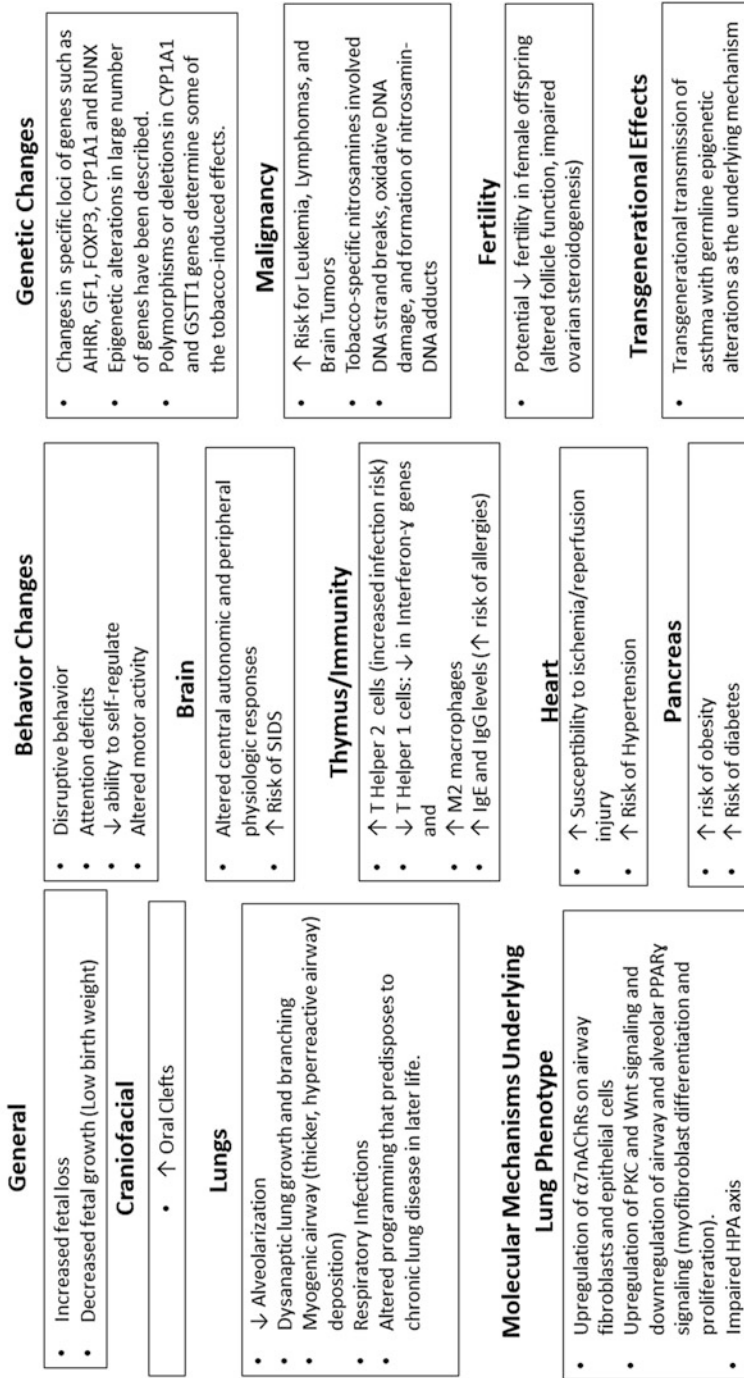 General
• Increased fetal loss
• Decreased fetal growth (Low birth weight)
Craniofacial
• ↑ Oral Clefts
Lungs
• ↓ Alveolarization
• Dysanaptic lung growth and branching
• Myogenic airway (thicker, hyperreactive airway)
deposition)
• Respiratory Infections
• Altered programming that predisposes to
chronic lung disease in later life.
Molecular Mechanisms Underlying
Lung Phenotype
• Upregulation of α7nAChRs on airway
fibroblasts and epithelial cells
• Upregulation of PKC and Wnt signaling and
downregulation of airway and alveolar PPARγ
signaling (myofibroblast differentiation and
proliferation).
• Impaired HPA axis
Behavior Changes
• Disruptive behavior
• Attention deficits
• ↓ ability to self-regulate
• Altered motor activity
Brain
• Altered central autonomic and peripheral
physiologic responses
• ↑ Risk of SIDS
Thymus/Immunity
• ↑ T Helper 2 cells (increased infection risk)
• ↓ T Helper 1 cells: ↓ in Interferon-ɣ genes
and
• ↑ M2 macrophages
• ↑ IgE and IgG levels (↑ risk of allergies)
Heart
• ↑ Susceptibility to ischemia/reperfusion
injury
• ↑ Risk of Hypertension
Pancreas
• ↑ risk of obesity
• ↑ Risk of diabetes
Genetic Changes
• Changes in specific loci of genes such as
AHRR, GF1, FOXP3, CYP1A1 and RUNX
• Epigenetic alterations in large number
of genes have been described.
• Polymorphisms or deletions in CYP1A1
and GSTT1 genes determine some of
the tobacco-induced effects.
Malignancy
• ↑ Risk for Leukemia, Lymphomas, and
Brain Tumors
• Tobacco-specific nitrosamines involved
• DNA strand breaks, oxidative DNA
damage, and formation of nitrosamin-
DNA adducts
Fertility
• Potential ↓ fertility in female offspring
(altered follicle function, impaired
ovarian steroidogenesis)
Transgenerational Effects
• Transgenerational transmission of
asthma with germline epigenetic
alterations as the underlying mechanism